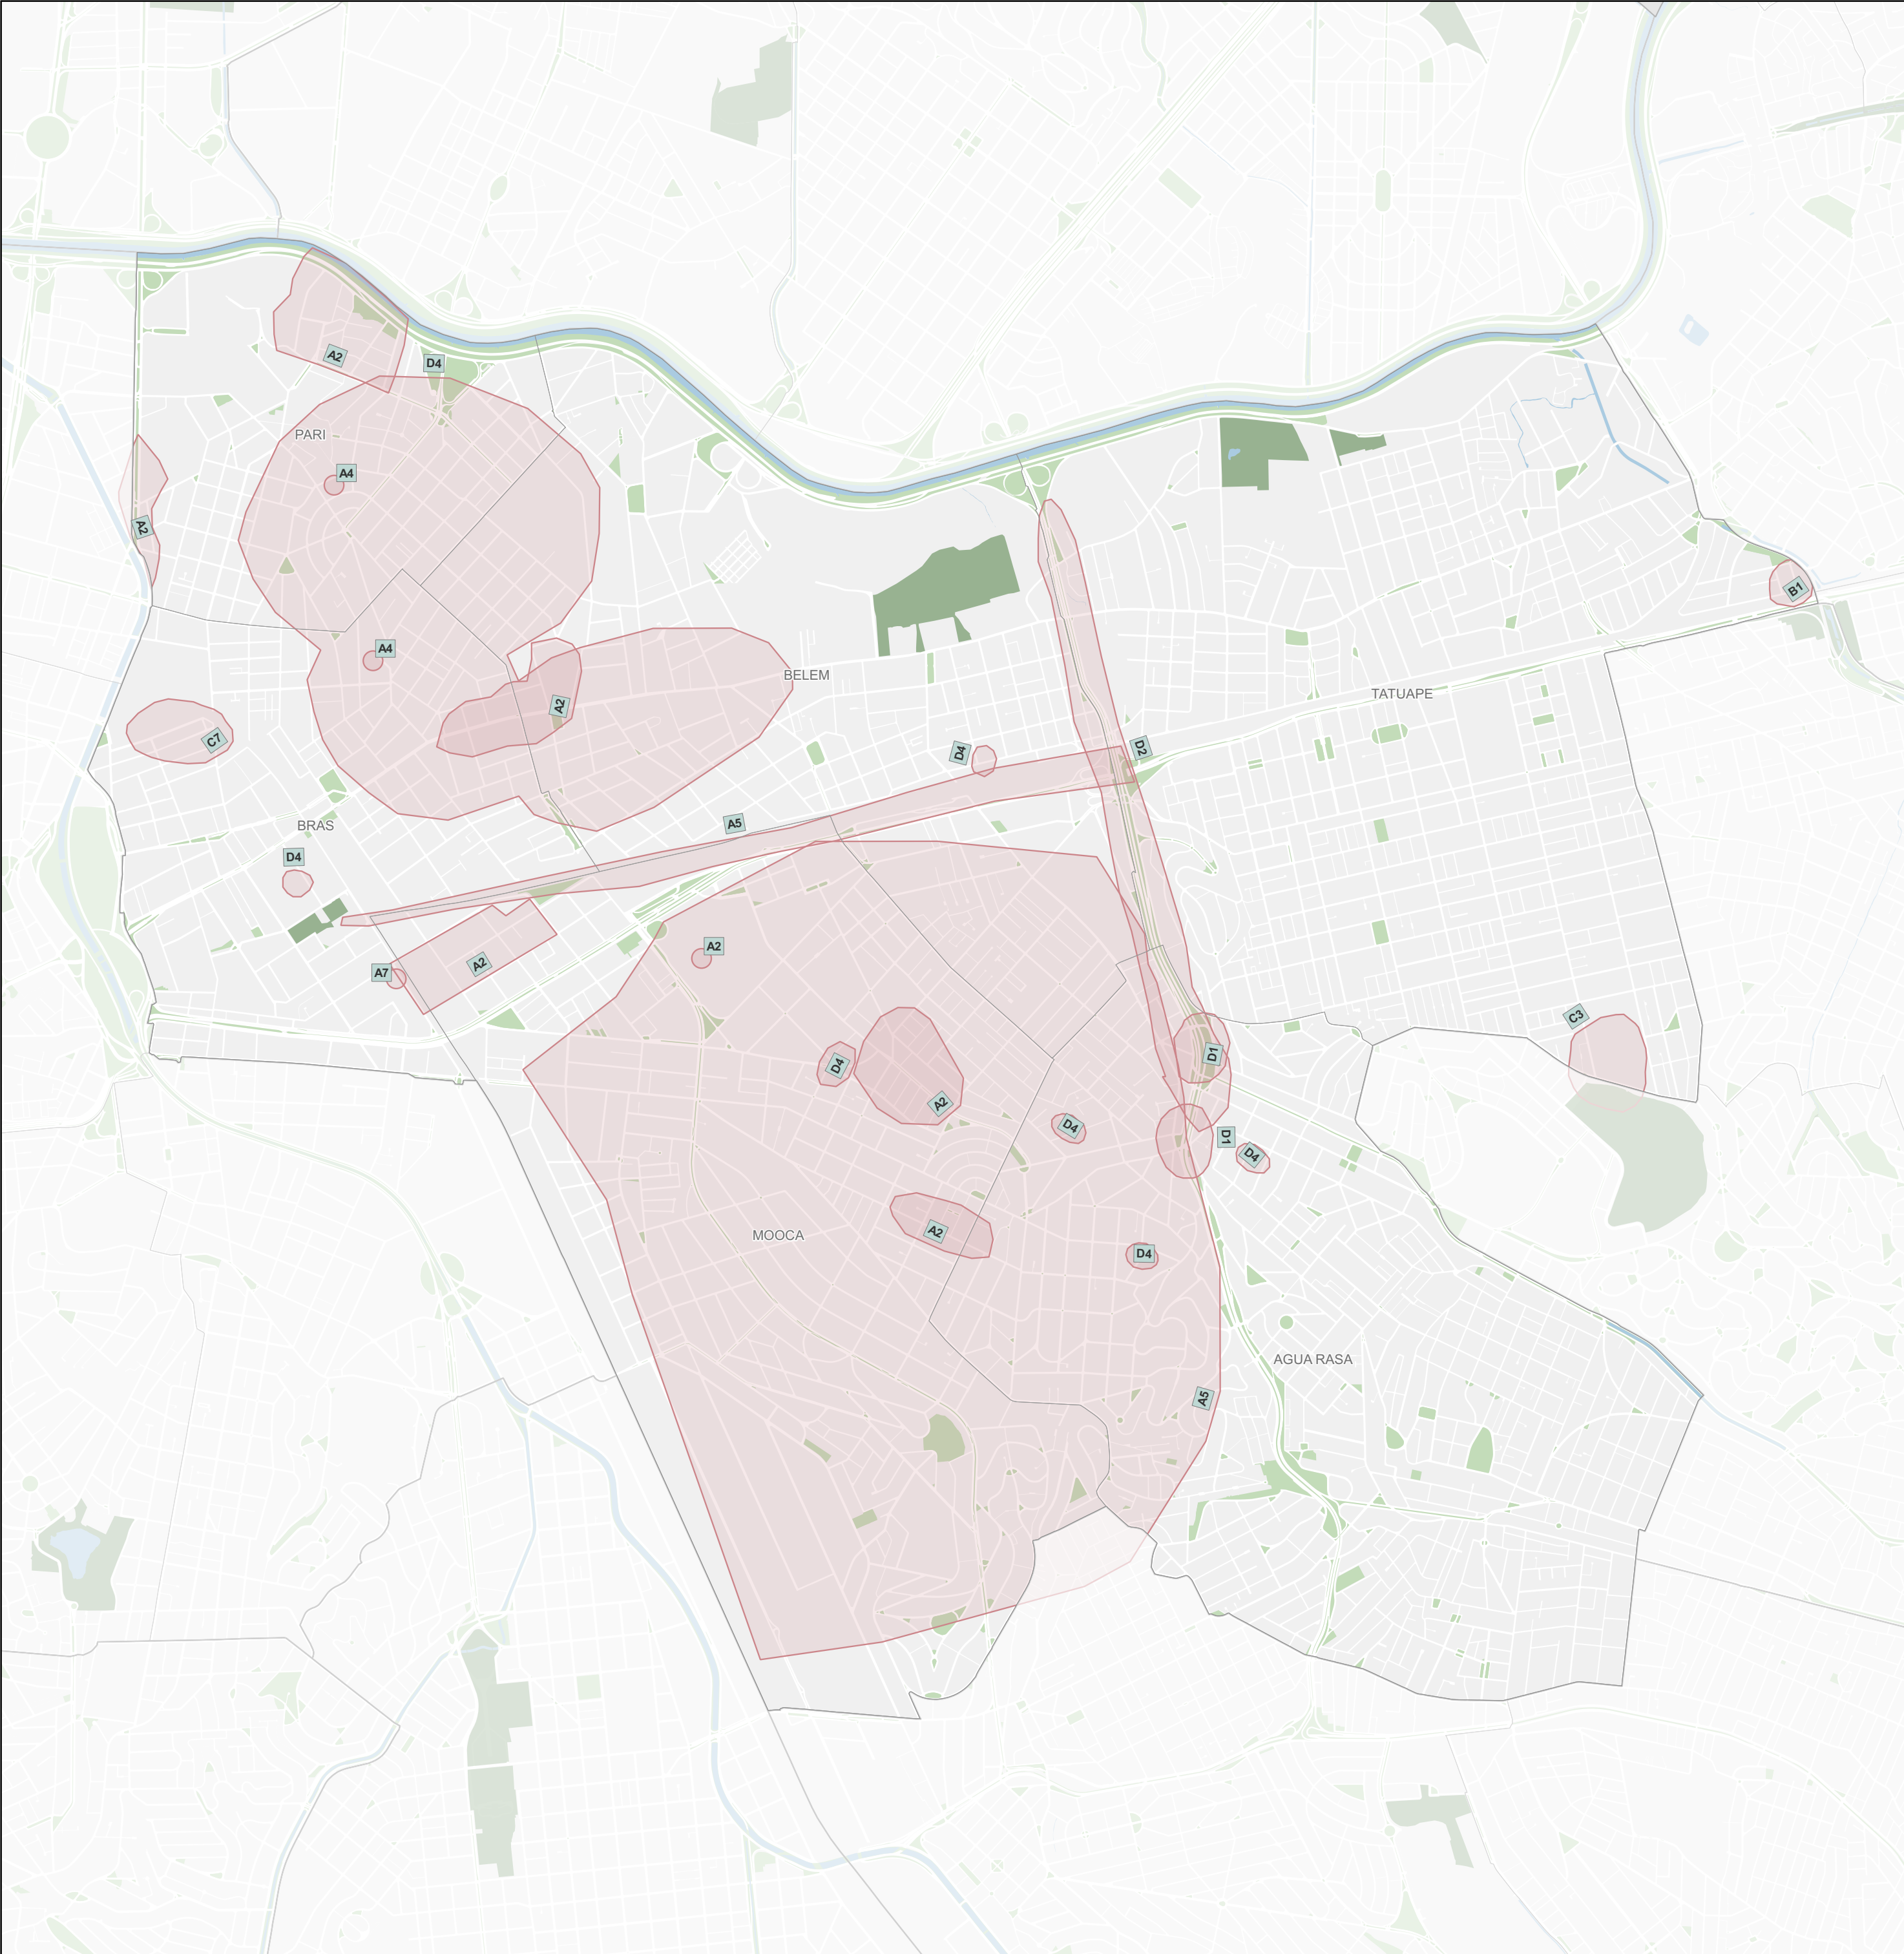 A2
D4
PARI
A4
A2
B1
A4
BELEM
TATUAPE
A2
C7
D4
D2
A5
BRAS
D4
A2
A2
A7
C3
D4
D1
A2
D4
D1
D4
A2
MOOCA
D4
AGUA RASA
A5